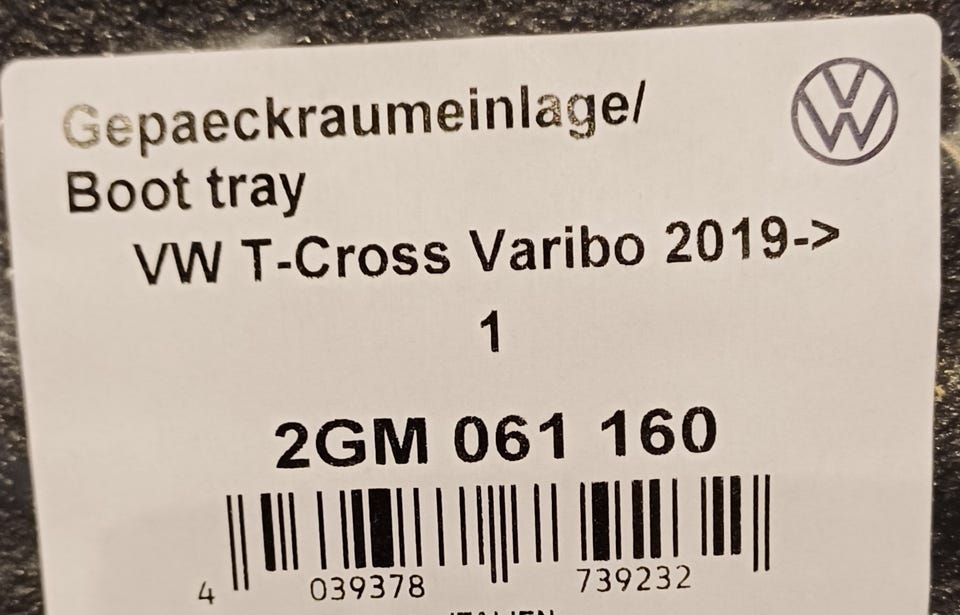 Gepaeckraumeinlage/
Boot tray
VW T-Cross Varibo 2019->
1
2GM 061 160
4 039378 739232